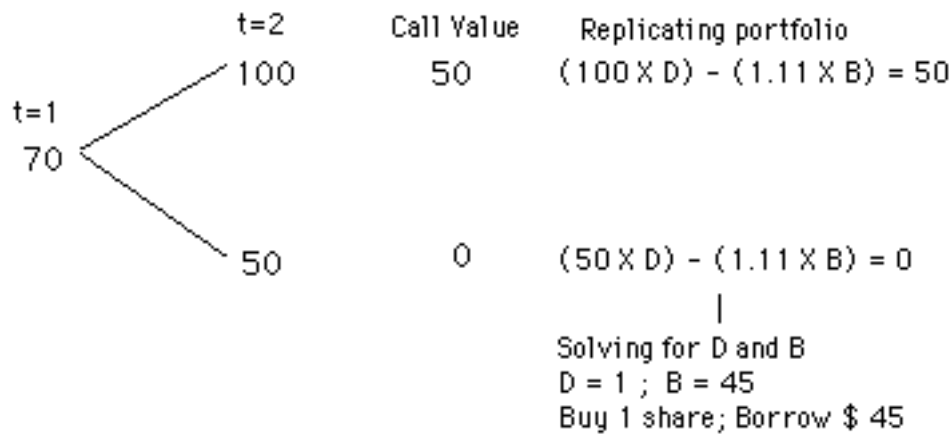 t=2 Call Value Replicating portfolio
100 50 (100 X D) - (1.11 X B) = 50
t=1
70
50 0 (50 X D) - (1.11 X B) = 0
Solving for D and B
D = 1 ; B = 45
Buy 1 share; Borrow $ 45